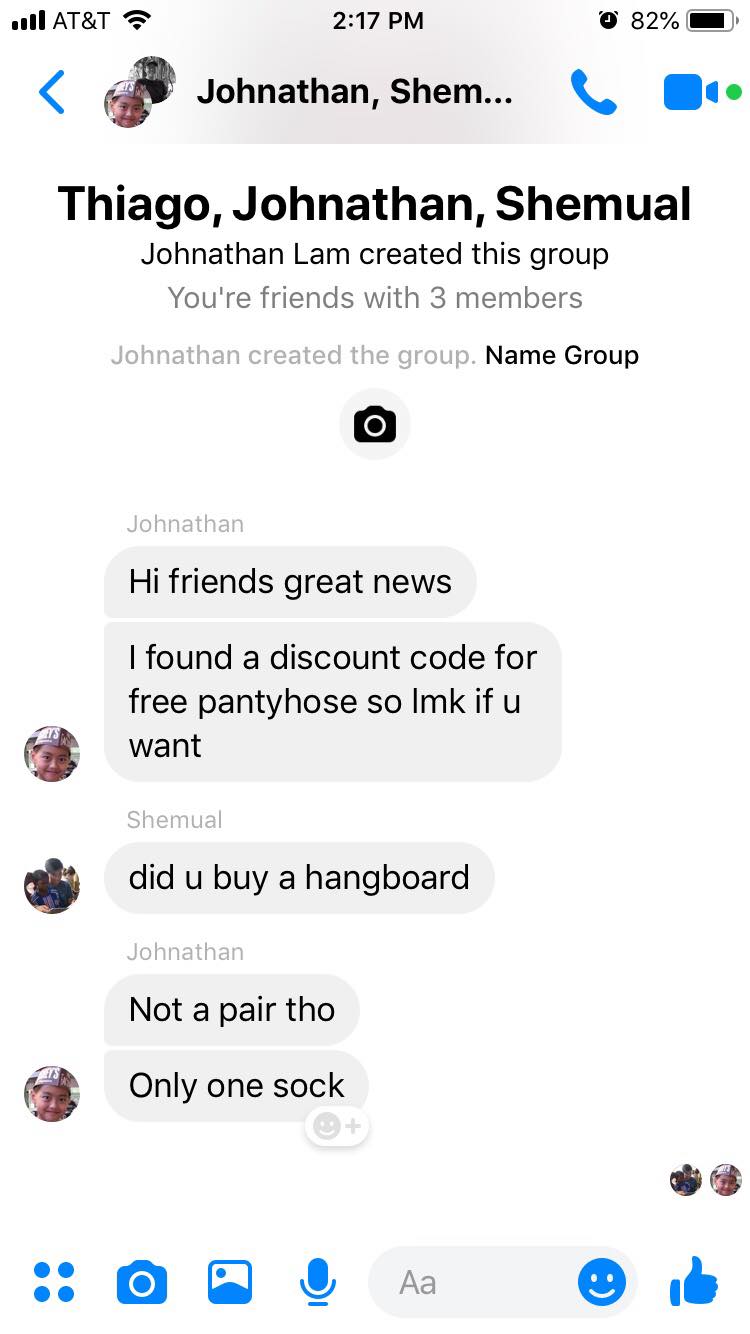 AT&T 2:17 PM 82%
Johnathan, Shem...
Thiago, Johnathan, Shemual
Johnathan Lam created this group
You're friends with 3 members
Johnathan created the group. Name Group
Johnathan
Hi friends great news
I found a discount code for
free pantyhose so lmk if u
want
Shemual
did u buy a hangboard
Johnathan
Not a pair tho
Only one sock
Aa